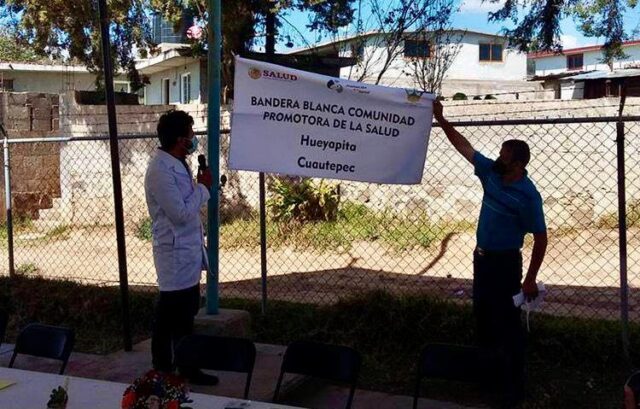 SALUD
BANDERA BLANCA COMUNIDAD
PROMOTORA DE LA SALUD
Hueyapita
Cuautepec